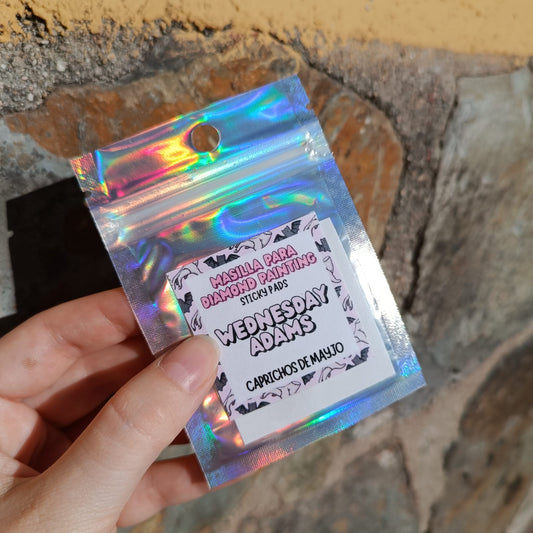 MASILLA PARA
DIAMOND PAINTING
STICKY PADS
WEDNESDAY
ADAMS
CAPRICHOS DE MAYJO